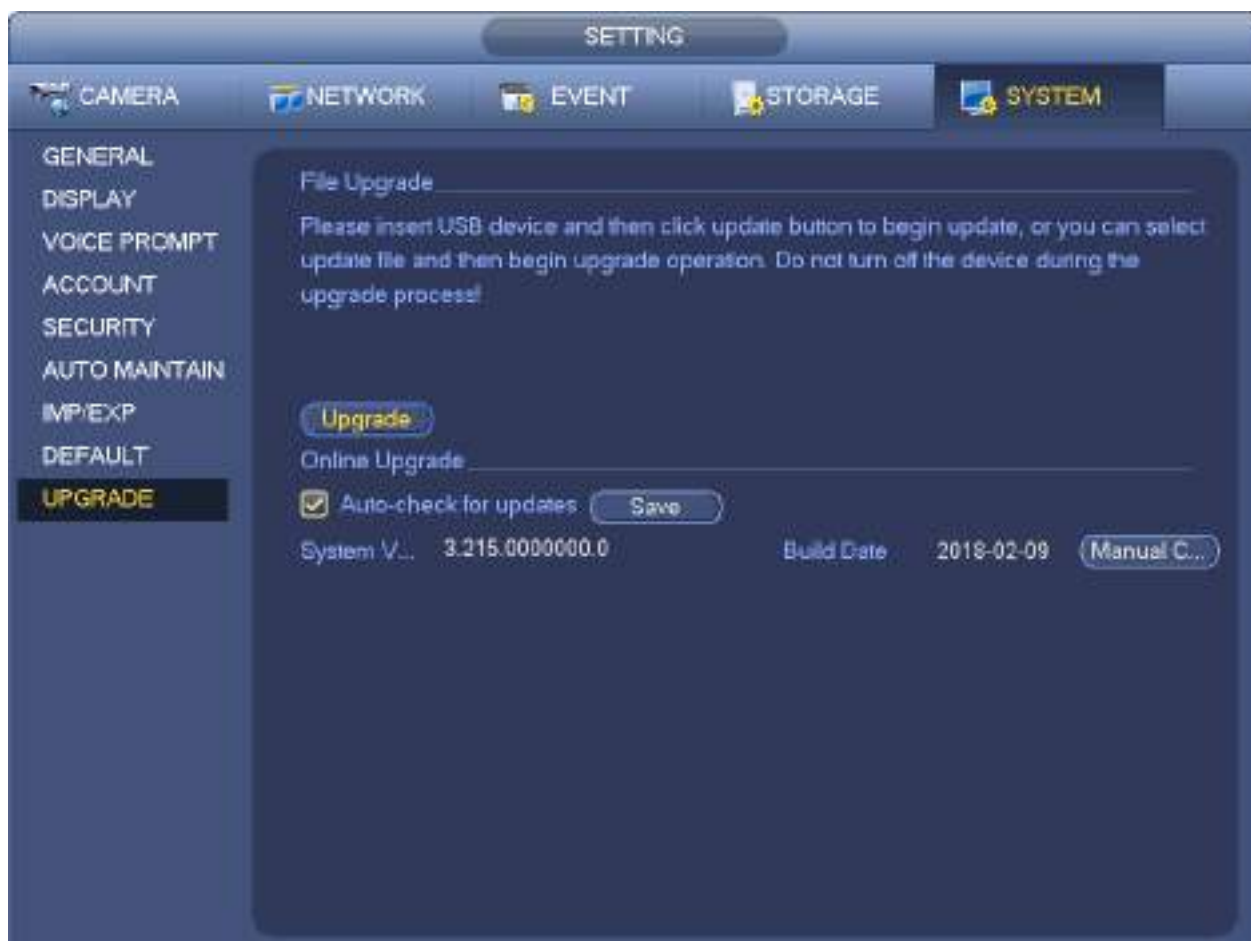 SETTING
CAMERA NETWORK EVENT STORAGE SYSTEM
GENERAL
DISPLAY
VOICE PROMPT
ACCOUNT
SECURITY
AUTO MAINTAIN
IMP/EXP
DEFAULT
UPGRADE
File Upgrade
Please insert USB device and then click update button to begin update, or you can select
update file and then begin upgrade operation. Do not turn off the device during the
upgrade process!
Upgrade
Online Upgrade
Auto-check for updates Save
System V... 3.215.0000000.0 Build Date 2018-02-09 Manual C...